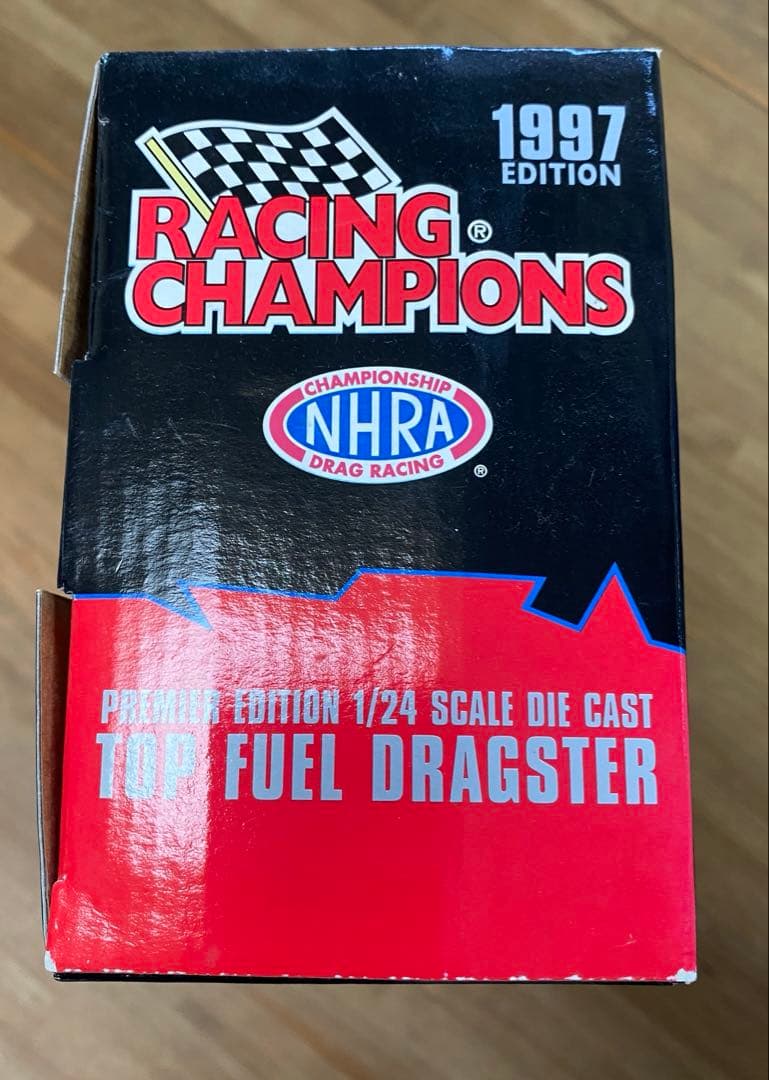 1997
EDITION
RACING ®
CHAMPIONS
CHAMPIONSHIP
NHRA
DRAG RACING ®
PREMIER EDITION 1/24 SCALE DIE CAST
TOP FUEL DRAGSTER